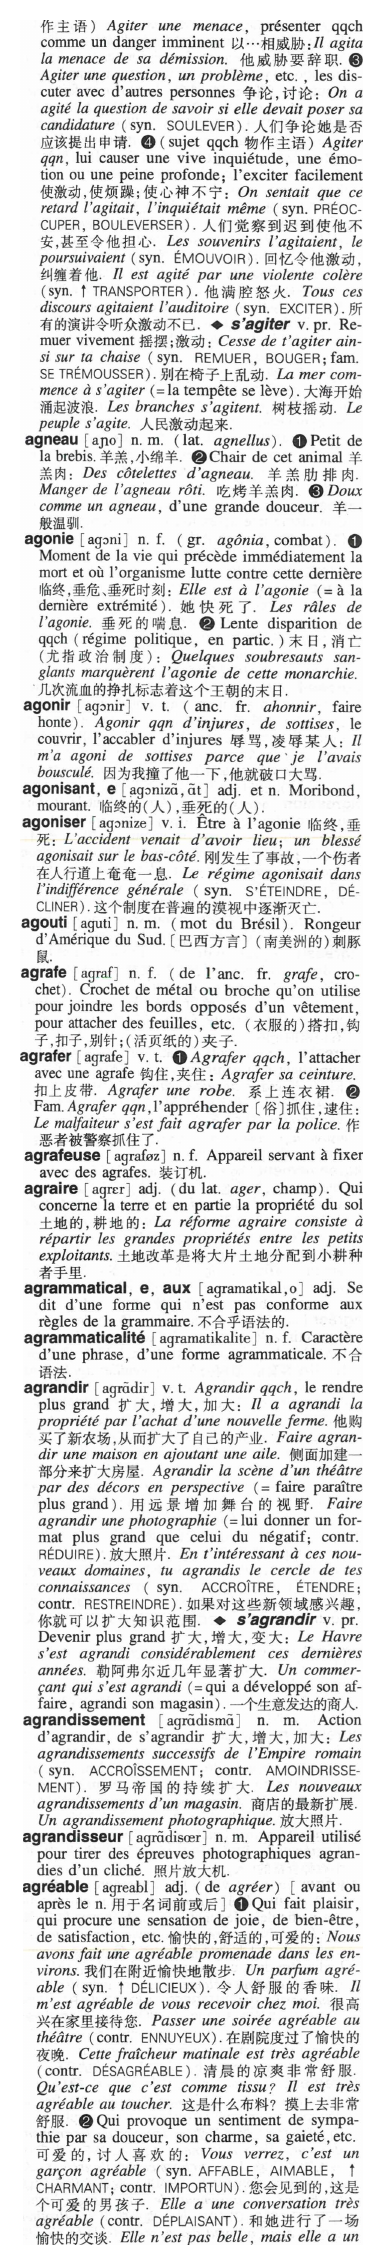 作主语) Agiter une menace, présenter qqch
comme un danger imminent 以…相威胁: Il agita
la menace de sa démission. 他威胁要辞职. ❸
Agiter une question, un problème, etc., les dis-
cuter avec d'autres personnes 争论,讨论: On a
agité la question de savoir si elle devait poser sa
candidature (syn. SOULEVER). 人们争论她是否
应该提出申请. ❹ (sujet qqch 物作主语) Agiter
qqn, lui causer une vive inquiétude, une émo-
tion ou une peine profonde; l'exciter facilement
使激动,使烦躁;使心神不宁: On sentait que ce
retard l'agitait, l'inquiétait même (syn. PRÉOC-
CUPER, BOULEVERSER). 人们觉察到迟到使他不
安,甚至令他担心. Les souvenirs l'agitaient, le
poursuivaient (syn. ÉMOUVOIR). 回忆令他激动,
纠缠着他. Il est agité par une violente colère
(syn. ↑ TRANSPORTER). 他满腔怒火. Tous ces
discours agitaient l'auditoire (syn. EXCITER). 所
有的演讲令听众激动不已. ◆ s'agiter v. pr. Re-
muer vivement 摇摆;激动: Cesse de t'agiter ain-
si sur ta chaise (syn. REMUER, BOUGER; fam.
SE TRÉMOUSSER). 别在椅子上乱动. La mer com-
mence à s'agiter (= la tempête se lève). 大海开始
涌起波浪. Les branches s'agitent. 树枝摇动. Le
peuple s'agite. 人民激动起来.
agneau [aɲo] n. m. (lat. agnellus). ❶ Petit de
la brebis. 羊羔,小绵羊. ❷ Chair de cet animal 羊
羔肉: Des côtelettes d'agneau. 羊羔肋排肉.
Manger de l'agneau rôti. 吃烤羊羔肉. ❸ Doux
comme un agneau, d'une grande douceur. 羊一
般温驯.
agonie [agɔni] n. f. (gr. agônia, combat). ❶
Moment de la vie qui précède immédiatement la
mort et où l'organisme lutte contre cette dernière
临终,垂危、垂死时刻: Elle est à l'agonie (= à la
dernière extrémité). 她快死了. Les râles de
l'agonie. 垂死的喘息. ❷ Lente disparition de
qqch (régime politique, en partic.) 末日,消亡
(尤指政治制度): Quelques soubresauts san-
glants marquèrent l'agonie de cette monarchie.
几次流血的挣扎标志着这个王朝的末日.
agonir [agɔnir] v. t. (anc. fr. ahonnir, faire
honte). Agonir qqn d'injures, de sottises, le
couvrir, l'accabler d'injures 辱骂,凌辱某人: Il
m'a agoni de sottises parce que je l'avais
bousculé. 因为我撞了他一下,他就破口大骂.
agonisant, e [agɔnizɑ̃, ɑ̃t] adj. et n. Moribond,
mourant. 临终的(人),垂死的(人).
agoniser [agɔnize] v. i. Être à l'agonie 临终,垂
死: L'accident venait d'avoir lieu; un blessé
agonisait sur le bas-côté. 刚发生了事故,一个伤者
在人行道上奄奄一息. Le régime agonisait dans
l'indifférence générale (syn. S'ÉTEINDRE, DÉ-
CLINER). 这个制度在普遍的漠视中逐渐灭亡.
agouti [aguti] n. m. (mot du Brésil). Rongeur
d'Amérique du Sud. [巴西方言] (南美洲的)刺豚
鼠.
agrafe [agraf] n. f. (de l'anc. fr. grafe, cro-
chet). Crochet de métal ou broche qu'on utilise
pour joindre les bords opposés d'un vêtement,
pour attacher des feuilles, etc. (衣服的)搭扣,钩
子,扣子,别针;(活页纸的)夹子.
agrafer [agrafe] v. t. ❶ Agrafer qqch, l'attacher
avec une agrafe 钩住,夹住: Agrafer sa ceinture.
扣上皮带. Agrafer une robe. 系上连衣裙. ❷
Fam. Agrafer qqn, l'appréhender [俗]抓住,逮住:
Le malfaiteur s'est fait agrafer par la police. 作
恶者被警察抓住了.
agrafeuse [agraføz] n. f. Appareil servant à fixer
avec des agrafes. 装订机.
agraire [agrɛr] adj. (du lat. ager, champ). Qui
concerne la terre et en partie la propriété du sol
土地的,耕地的: La réforme agraire consiste à
répartir les grandes propriétés entre les petits
exploitants. 土地改革是将大片土地分配到小耕种
者手里.
agrammatical, e, aux [agramatikal, o] adj. Se
dit d'une forme qui n'est pas conforme aux
règles de la grammaire. 不合乎语法的.
agrammaticalité [agramatikalite] n. f. Caractère
d'une phrase, d'une forme agrammaticale. 不合
语法.
agrandir [agrɑ̃dir] v. t. Agrandir qqch, le rendre
plus grand 扩大,增大,加大: Il a agrandi la
propriété par l'achat d'une nouvelle ferme. 他购
买了新农场,从而扩大了自己的产业. Faire agran-
dir une maison en ajoutant une aile. 侧面加建一
部分来扩大房屋. Agrandir la scène d'un théâtre
par des décors en perspective (= faire paraître
plus grand). 用远景增加舞台的视野. Faire
agrandir une photographie (= lui donner un for-
mat plus grand que celui du négatif; contr.
RÉDUIRE). 放大照片. En t'intéressant à ces nou-
veaux domaines, tu agrandis le cercle de tes
connaissances (syn. ACCROÎTRE, ÉTENDRE;
contr. RESTREINDRE). 如果对这些新领域感兴趣,
你就可以扩大知识范围. ◆ s'agrandir v. pr.
Devenir plus grand 扩大,增大,变大: Le Havre
s'est agrandi considérablement ces dernières
années. 勒阿弗尔近几年显著扩大. Un commer-
çant qui s'est agrandi (= qui a développé son af-
faire, agrandi son magasin). 一个生意发达的商人.
agrandissement [agrɑ̃dismɑ̃] n. m. Action
d'agrandir, de s'agrandir 扩大,增大,加大: Les
agrandissements successifs de l'Empire romain
(syn. ACCROÎSSEMENT; contr. AMOINDRISSE-
MENT). 罗马帝国的持续扩大. Les nouveaux
agrandissements d'un magasin. 商店的最新扩展.
Un agrandissement photographique. 放大照片.
agrandisseur [agrɑ̃disœr] n. m. Appareil utilisé
pour tirer des épreuves photographiques agran-
dies d'un cliché. 照片放大机.
agréable [agreabl] adj. (de agréer) [avant ou
après le n. 用于名词前或后] ❶ Qui fait plaisir,
qui procure une sensation de joie, de bien-être,
de satisfaction, etc. 愉快的,舒适的,可爱的: Nous
avons fait une agréable promenade dans les en-
virons. 我们在附近愉快地散步. Un parfum agré-
able (syn. ↑ DÉLICIEUX). 令人舒服的香味. Il
m'est agréable de vous recevoir chez moi. 很高
兴在家里接待您. Passer une soirée agréable au
théâtre (contr. ENNUYEUX). 在剧院度过了愉快的
夜晚. Cette fraîcheur matinale est très agréable
(contr. DÉSAGRÉABLE). 清晨的凉爽非常舒服.
Qu'est-ce que c'est comme tissu? Il est très
agréable au toucher. 这是什么布料? 摸上去非常
舒服. ❷ Qui provoque un sentiment de sympa-
thie par sa douceur, son charme, sa gaieté, etc.
可爱的,讨人喜欢的: Vous verrez, c'est un
garçon agréable (syn. AFFABLE, AIMABLE, ↑
CHARMANT; contr. IMPORTUN). 您会见到的,这是
个可爱的男孩子. Elle a une conversation très
agréable (contr. DÉPLAISANT). 和她进行了一场
愉快的交谈. Elle n'est pas belle, mais elle a un